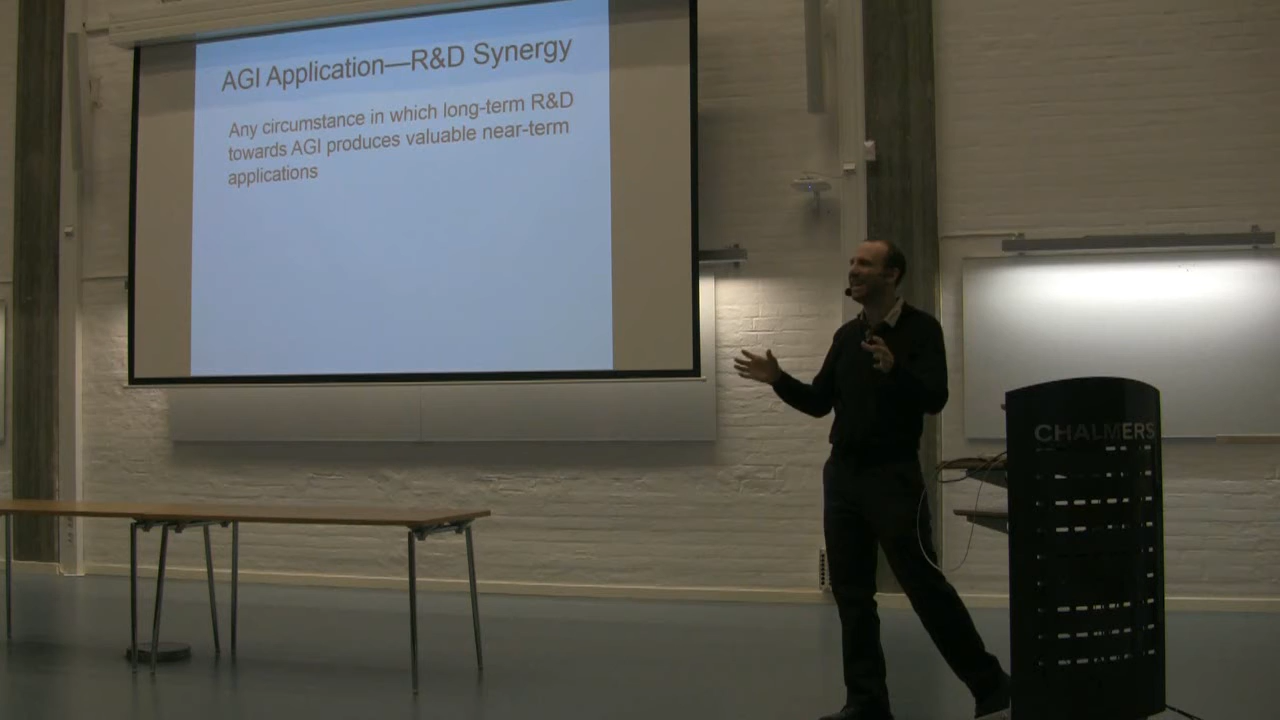 AGI Application—R&D Synergy
Any circumstance in which long-term R&D
towards AGI produces valuable near-term
applications
CHALMERS